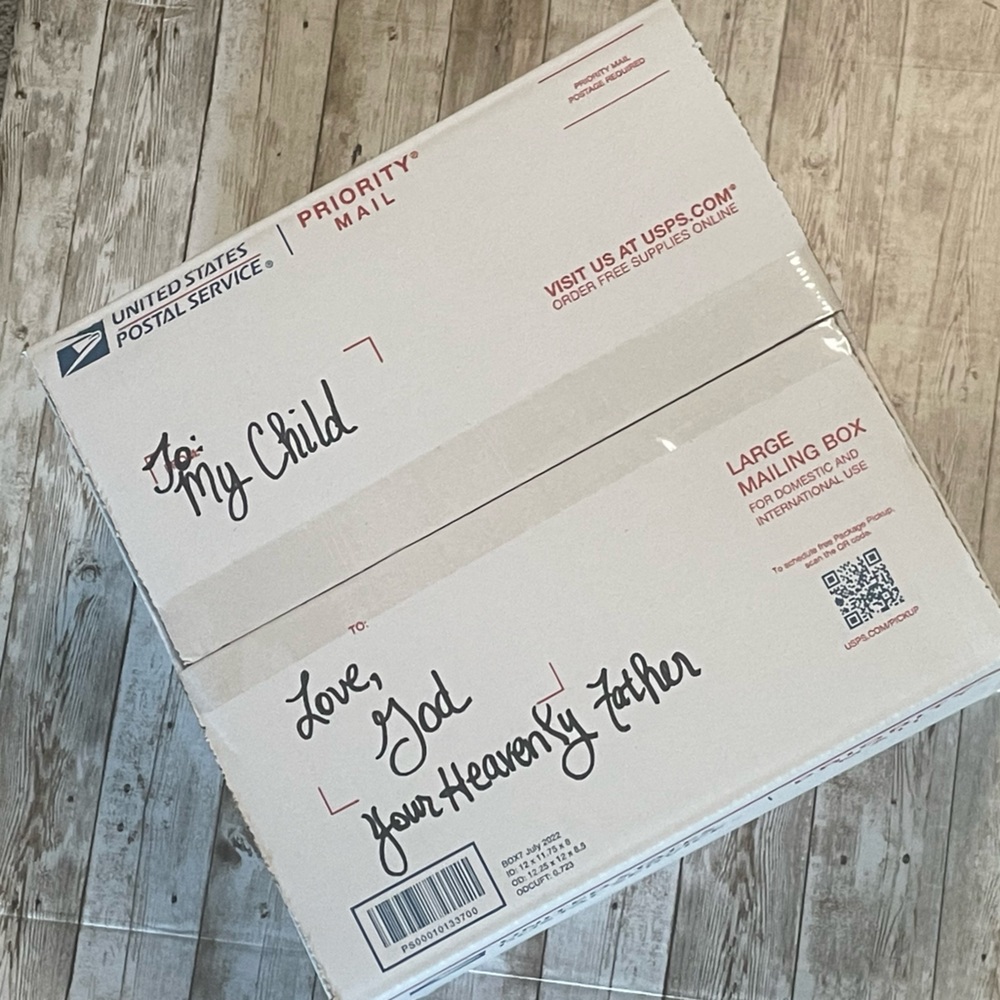 PRIORITY MAIL
POSTAGE REQUIRED
UNITED STATES
POSTAL SERVICE®
PRIORITY®
MAIL
VISIT US AT USPS.COM®
ORDER FREE SUPPLIES ONLINE
To:
My Child
LARGE
MAILING BOX
FOR DOMESTIC AND
INTERNATIONAL USE
To schedule free Package Pickup,
scan the QR code.
USPS.COM/PICKUP
TO:
Love,
God
Your Heavenly Father
BOX7 July 2022
ID: 12 x 11.75 x 8
OD: 12.25 x 12 x 8.5
ODCUFT: 0.723
PS00010133700